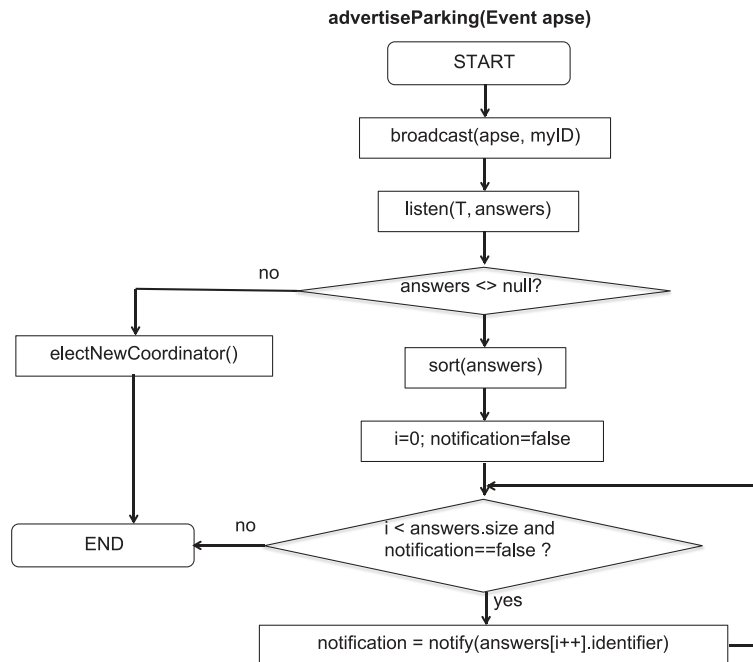 advertiseParking(Event apse)
START
broadcast(apse, myID)
listen(T, answers)
no
answers <> null?
electNewCoordinator()
sort(answers)
i=0; notification=false
no
i < answers.size and
notification==false ?
END
yes
notification = notify(answers[i++].identifier)